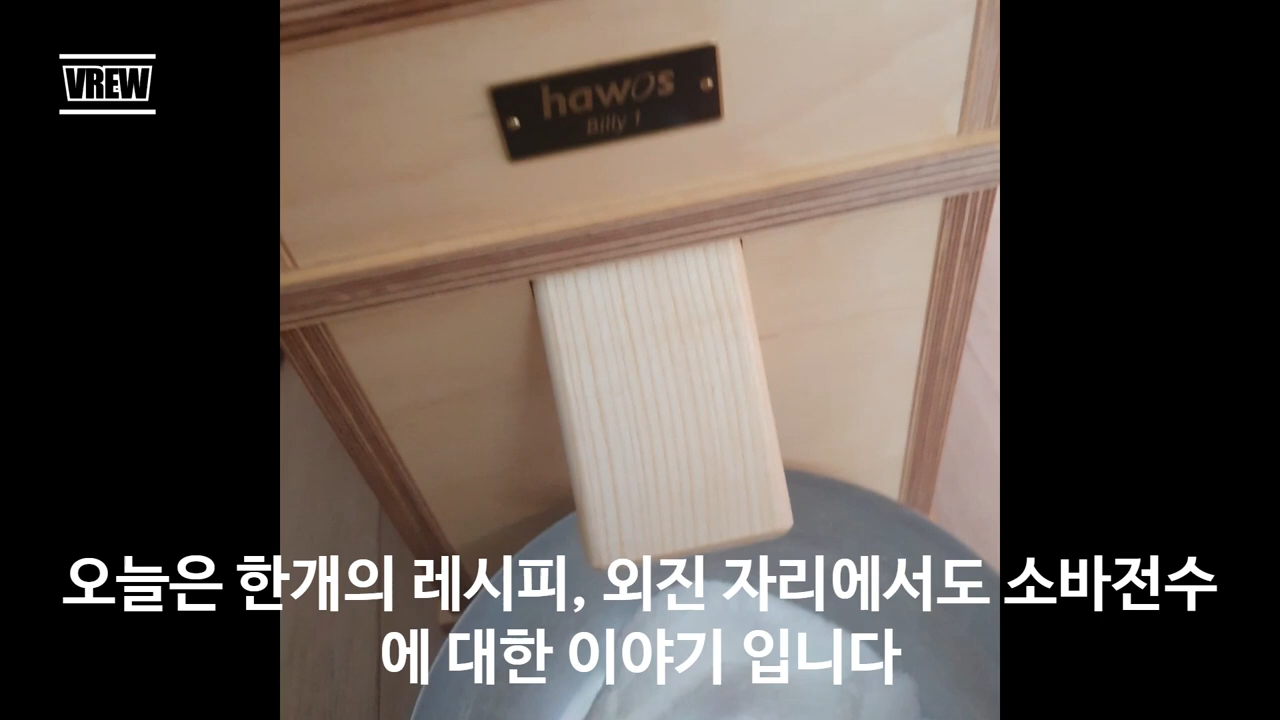 VREW
hawos
Billy 1
오늘은 한개의 레시피, 외진 자리에서도 소바전수
에 대한 이야기 입니다